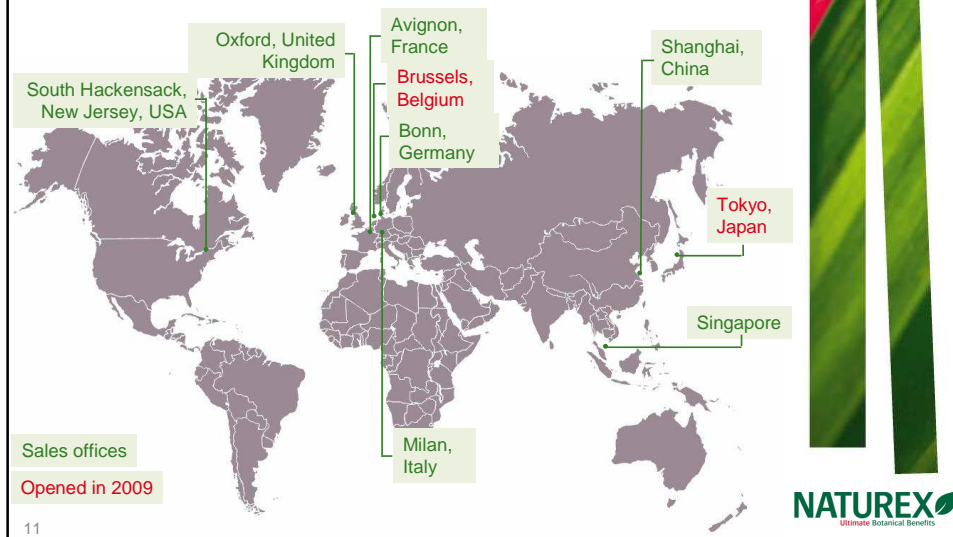 Avignon,
France
Oxford, United
Kingdom
Shanghai,
China
Brussels,
Belgium
South Hackensack,
New Jersey, USA
Bonn,
Germany
Tokyo,
Japan
Singapore
Milan,
Italy
Sales offices
Opened in 2009
11
NATUREX
Ultimate Botanical Benefits